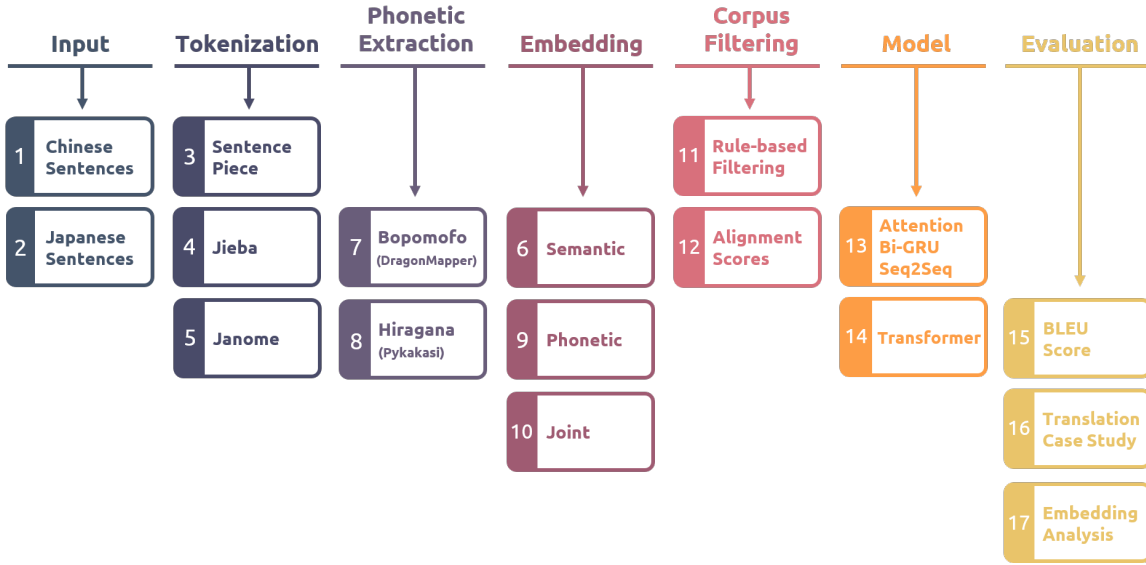 Input
Tokenization
Phonetic
Extraction
Embedding
Corpus
Filtering
Model
Evaluation
1
Chinese
Sentences
2
Japanese
Sentences
3
Sentence
Piece
4
Jieba
5
Janome
7
Bopomofo
(DragonMapper)
8
Hiragana
(Pykakasi)
6
Semantic
9
Phonetic
10
Joint
11
Rule-based
Filtering
12
Alignment
Scores
13
Attention
Bi-GRU
Seq2Seq
14
Transformer
15
BLEU
Score
16
Translation
Case Study
17
Embedding
Analysis